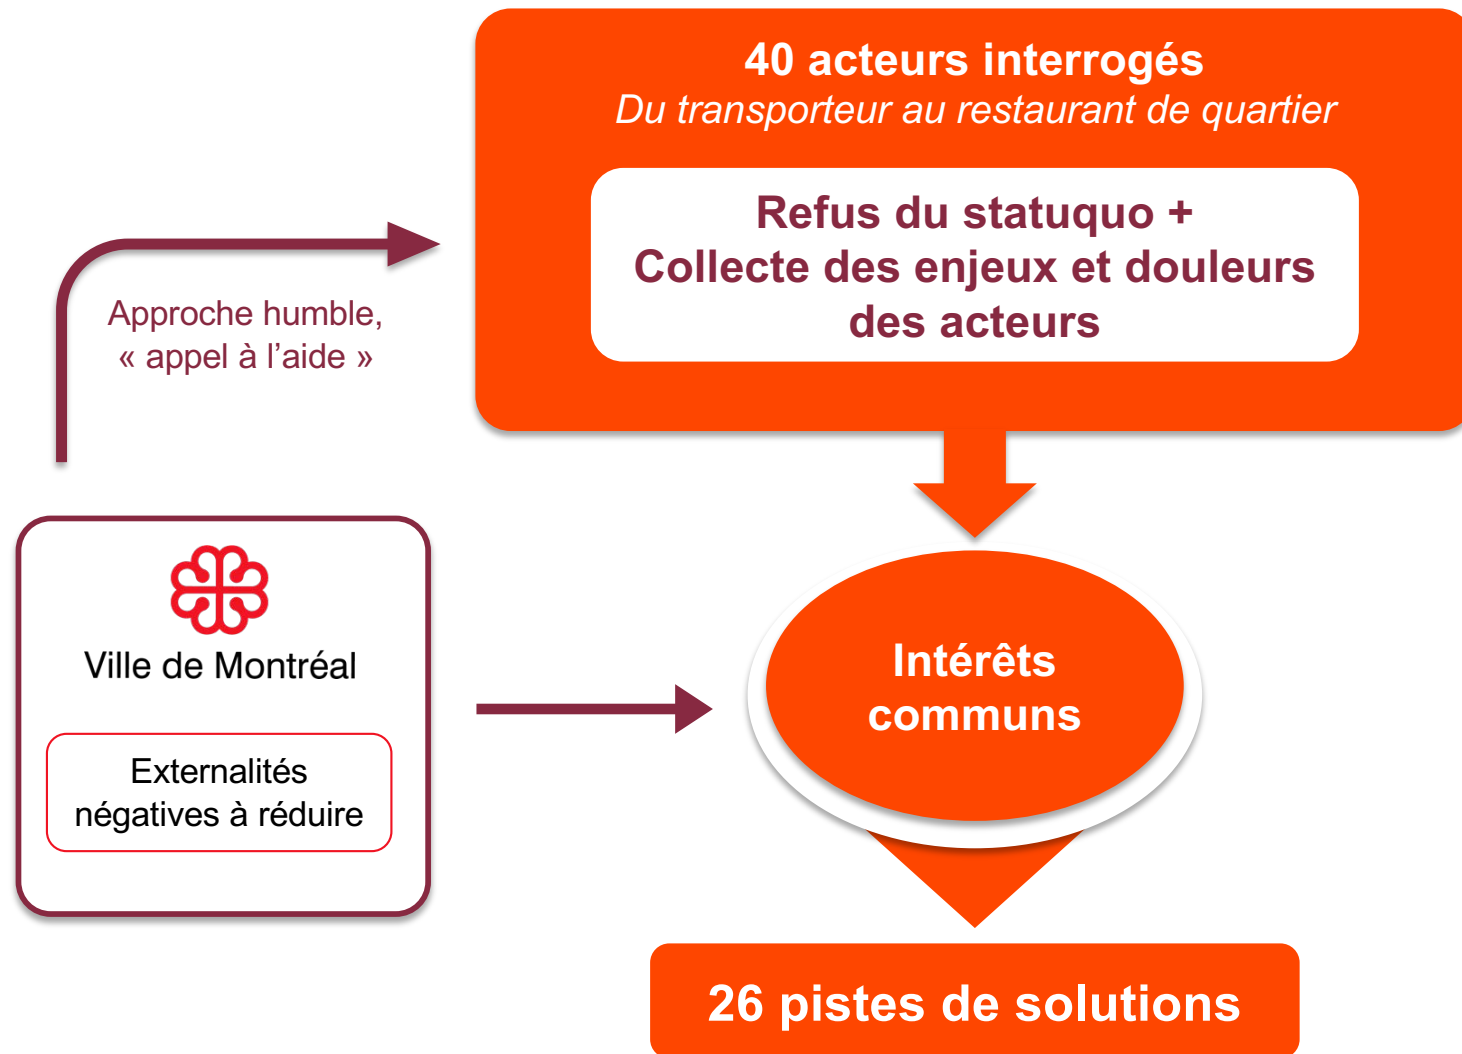 40 acteurs interrogés
Du transporteur au restaurant de quartier
Refus du statuquo +
Collecte des enjeux et douleurs
des acteurs
Approche humble,
« appel à l’aide »
Ville de Montréal
Externalités
négatives à réduire
Intérêts
communs
26 pistes de solutions